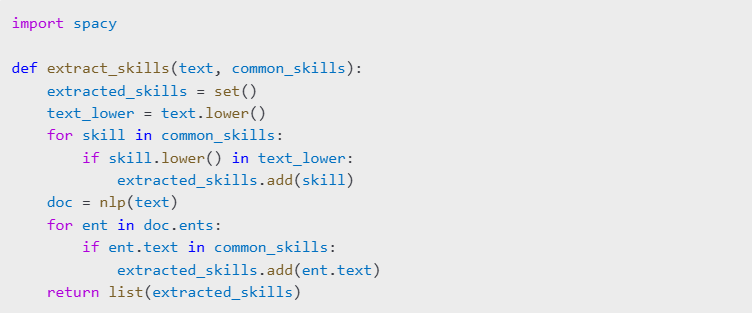 import spacy

def extract_skills(text, common_skills):
    extracted_skills = set()
    text_lower = text.lower()
    for skill in common_skills:
        if skill.lower() in text_lower:
            extracted_skills.add(skill)
    doc = nlp(text)
    for ent in doc.ents:
        if ent.text in common_skills:
            extracted_skills.add(ent.text)
    return list(extracted_skills)